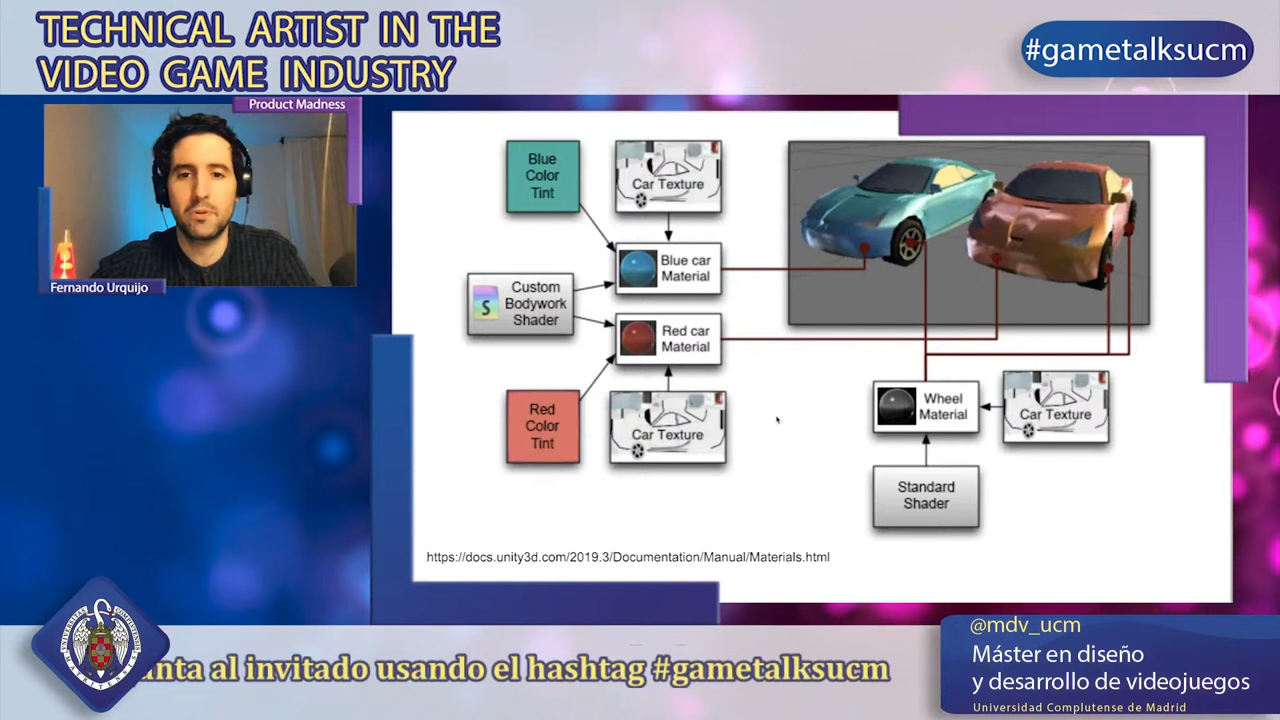 TECHNICAL ARTIST IN THE
VIDEO GAME INDUSTRY
#gametalksucm
Product Madness
Fernando Urquijo
Blue
Color
Tint
Car Texture
Blue car
Material
Custom
Bodywork
Shader
S
Red car
Material
Red
Color
Tint
Car Texture
Wheel
Material
Car Texture
Standard
Shader
https://docs.unity3d.com/2019.3/Documentation/Manual/Materials.html
al invitado usando el hashtag #gametalksucm
@mdv_ucm
Máster en diseño
y desarrollo de videojuegos
Universidad Complutense de Madrid